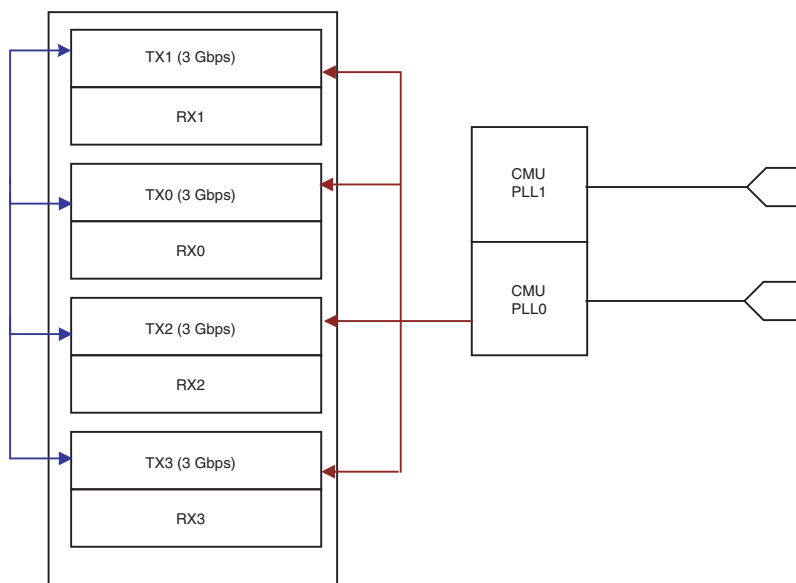 TX1 (3 Gbps)
RX1
TX0 (3 Gbps)
RX0
TX2 (3 Gbps)
RX2
TX3 (3 Gbps)
RX3
CMU
PLL1
CMU
PLL0